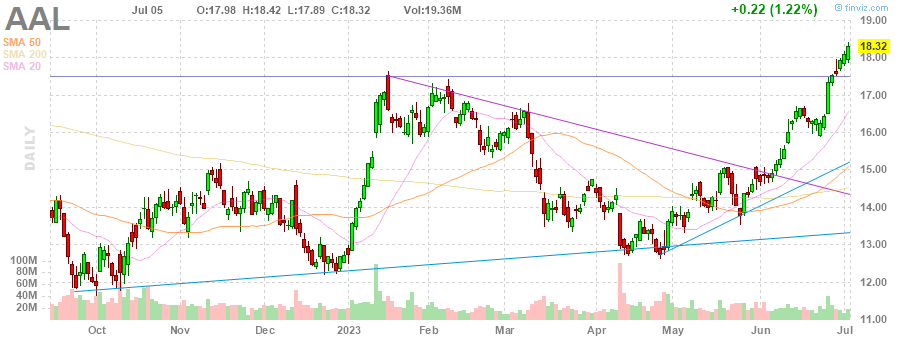 AAL
Jul 05
O:17.98 H:18.42 L:17.89 C:18.32
Vol:19.36M
+0.22 (1.22%)
© finviz.com
SMA 50
SMA 200
SMA 20
DAILY
19.00
18.32
18.00
17.00
16.00
15.00
14.00
13.00
12.00
11.00
100M
80M
60M
40M
20M
Oct Nov Dec 2023 Feb Mar Apr May Jun Jul